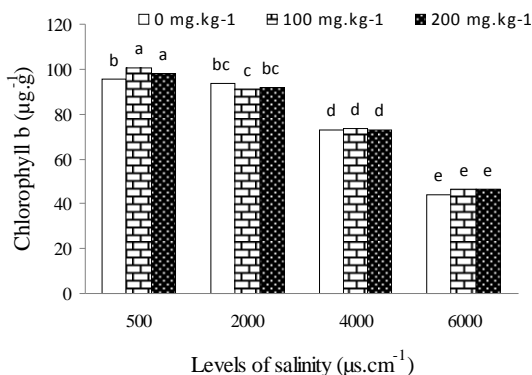 0 mg.kg-1 100 mg.kg-1 200 mg.kg-1
120
100
80
60
40
20
0
Chlorophyll b (µg-1.g)
b a a bc c bc d d d e e e
500 2000 4000 6000
Levels of salinity (µs.cm-1)